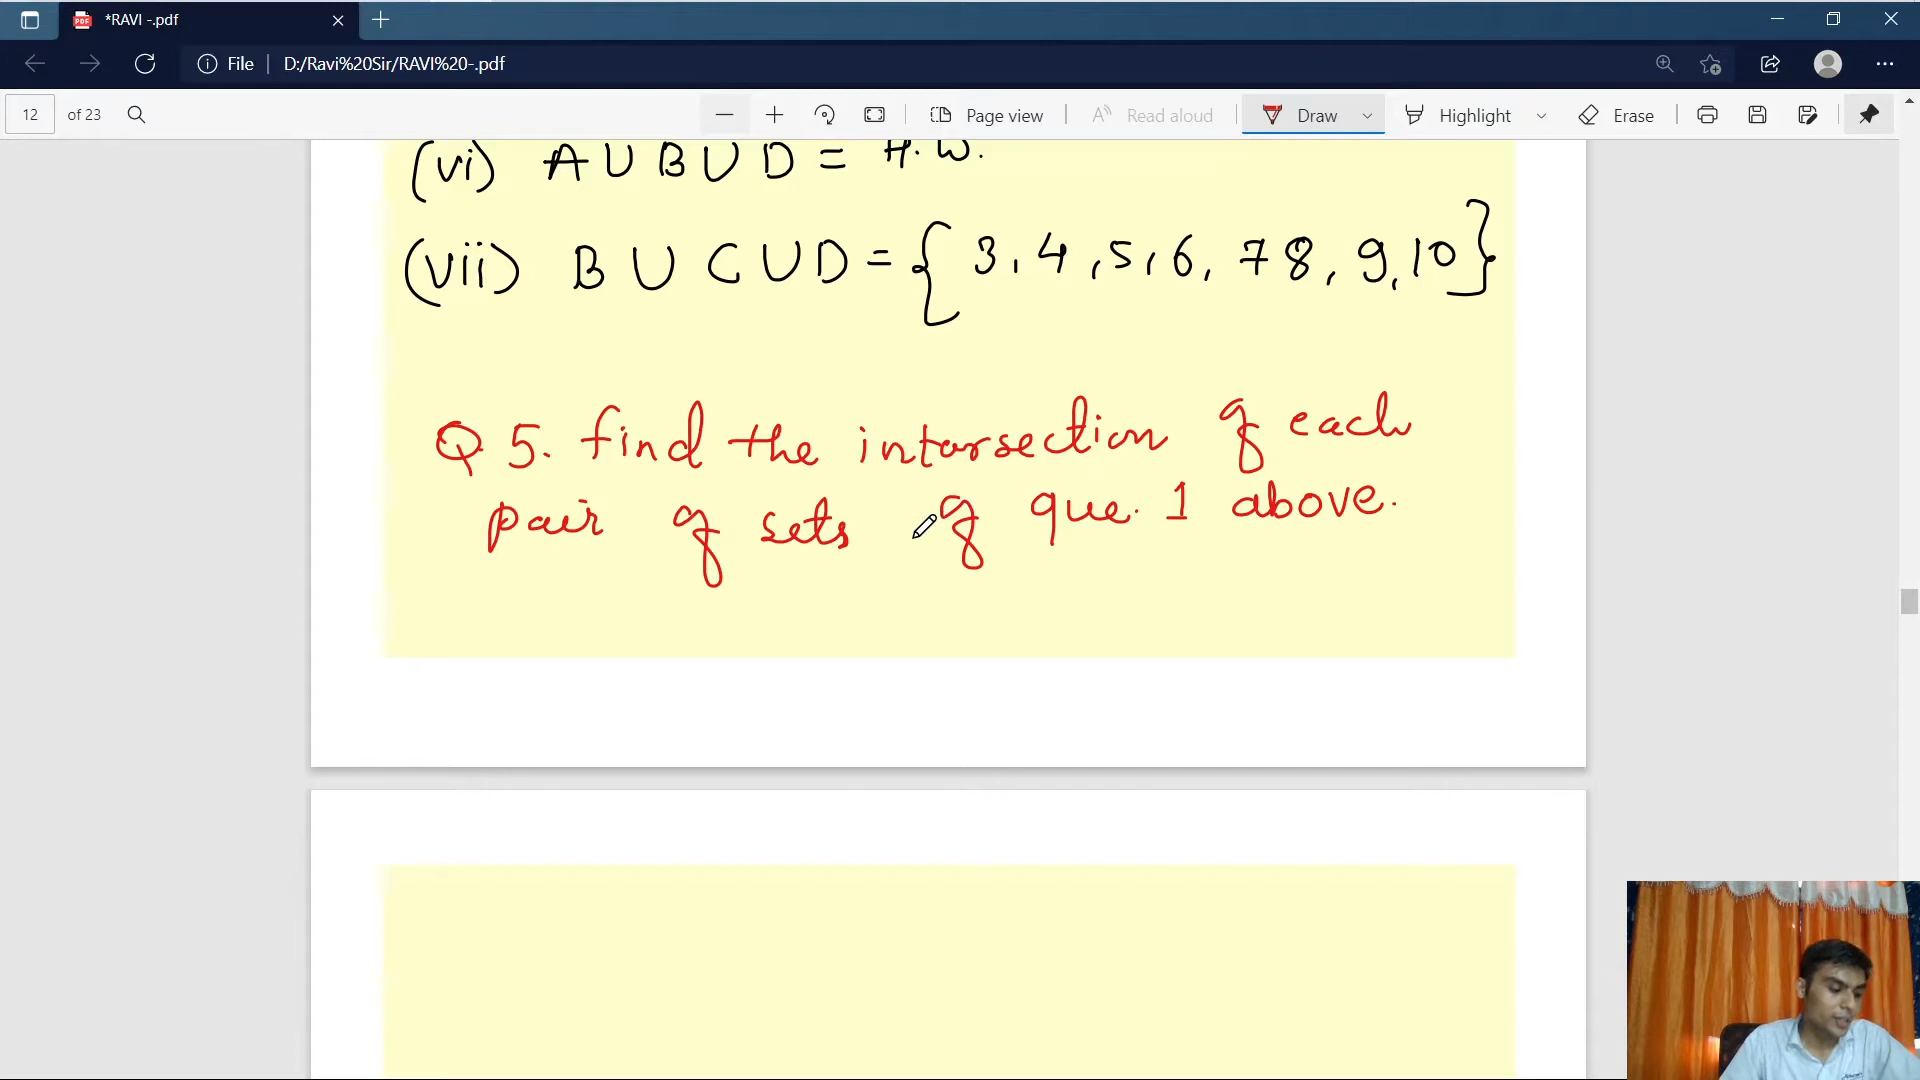 *RAVI -.pdf
File | D:/Ravi%20Sir/RAVI%20-.pdf
12 of 23 Page view Read aloud Draw Highlight Erase
(vi) A U B U D = H.W.
(vii) B U C U D = { 3, 4, 5, 6, 7 8, 9, 10 }
Q 5. find the intorsection of each
pair of sets of que. 1 above.